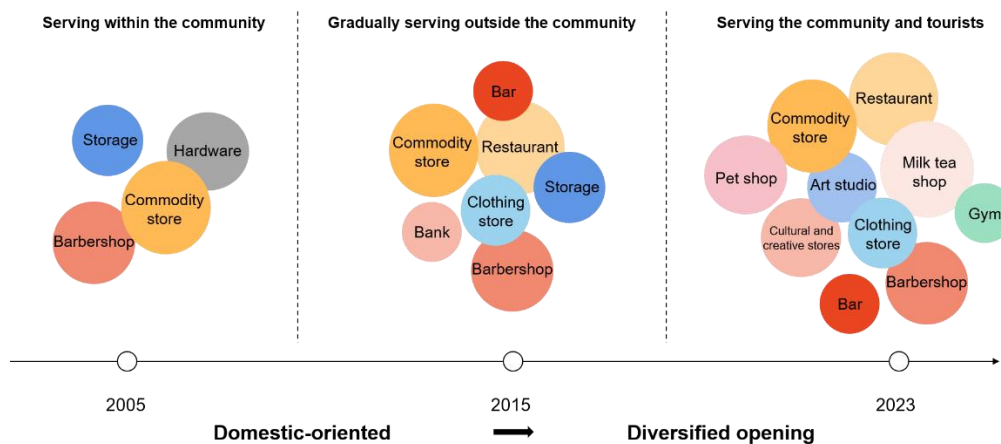 Serving within the community
Gradually serving outside the community
Serving the community and tourists
Storage
Hardware
Commodity
store
Barbershop
Bar
Commodity
store
Restaurant
Storage
Clothing
store
Bank
Barbershop
Restaurant
Commodity
store
Milk tea
shop
Pet shop
Art studio
Gym
Cultural and
creative stores
Clothing
store
Barbershop
Bar
2005
2015
2023
Domestic-oriented
Diversified opening